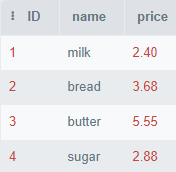 ID name price
1 milk 2.40
2 bread 3.68
3 butter 5.55
4 sugar 2.88